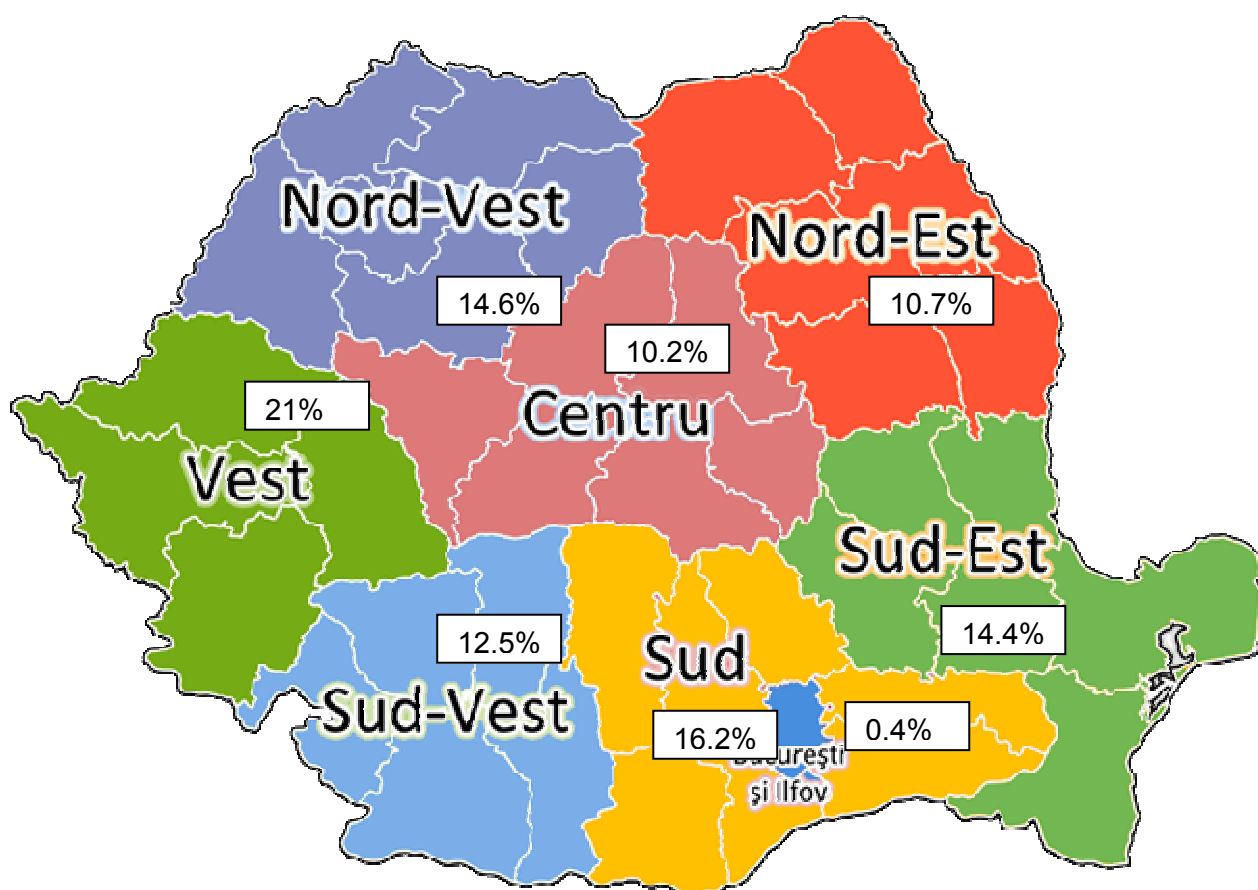 Nord-Vest
Nord-Est
14.6%
10.7%
10.2%
21%
Centru
Vest
Sud-Est
12.5%
14.4%
Sud
Sud-Vest
16.2%
0.4%
Bucureşti
şi Ilfov